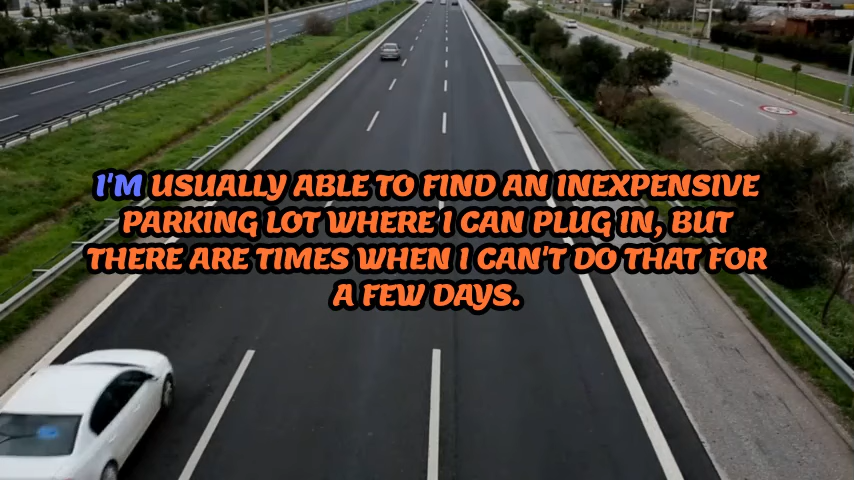 I'M USUALLY ABLE TO FIND AN INEXPENSIVE
PARKING LOT WHERE I CAN PLUG IN, BUT
THERE ARE TIMES WHEN I CAN'T DO THAT FOR
A FEW DAYS.